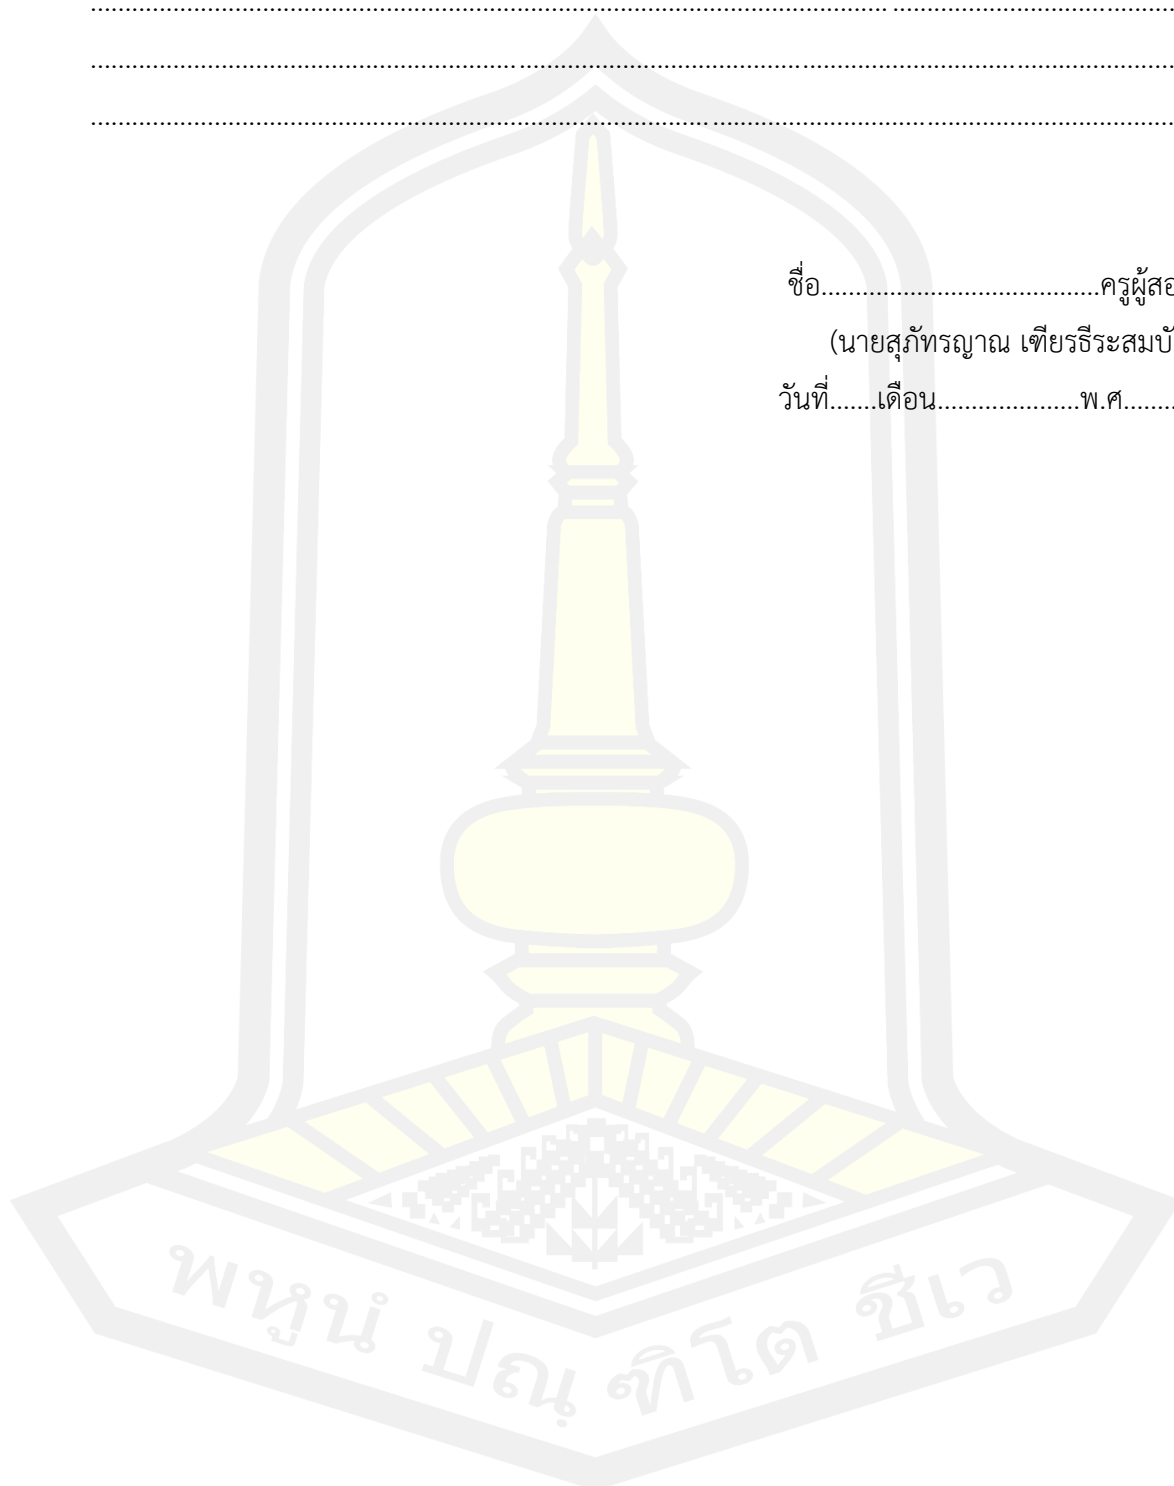 ........................................................................................................................ ..........................................
................................................................ .......................................... ................................ ........................
............................................................................................. ................................ .....................................
ชื่อ.........................................ครูผู้ส
(นายสุภัทรญาณ เฑียรธีระสมบั
วันที่.......เดือน.....................พ.ศ........
พหูนํ ปณฺฑิโต ชีเว